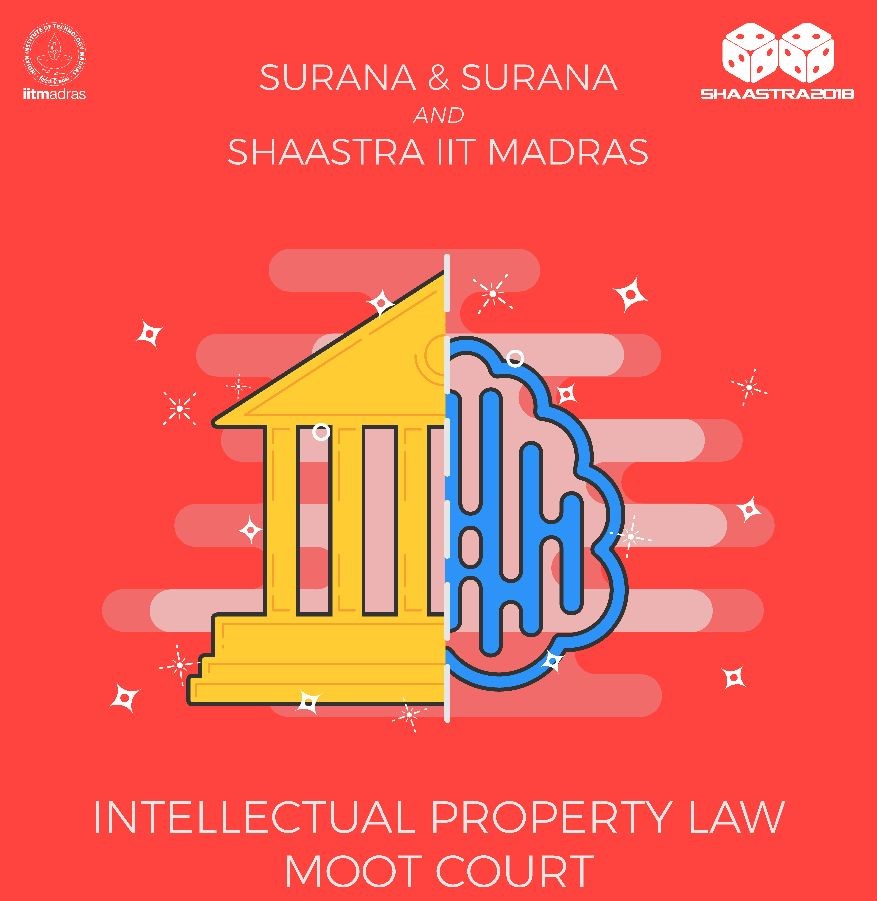 iitmadras
SHAASTRA2018
SURANA & SURANA
AND
SHAASTRA IIT MADRAS
INTELLECTUAL PROPERTY LAW
MOOT COURT